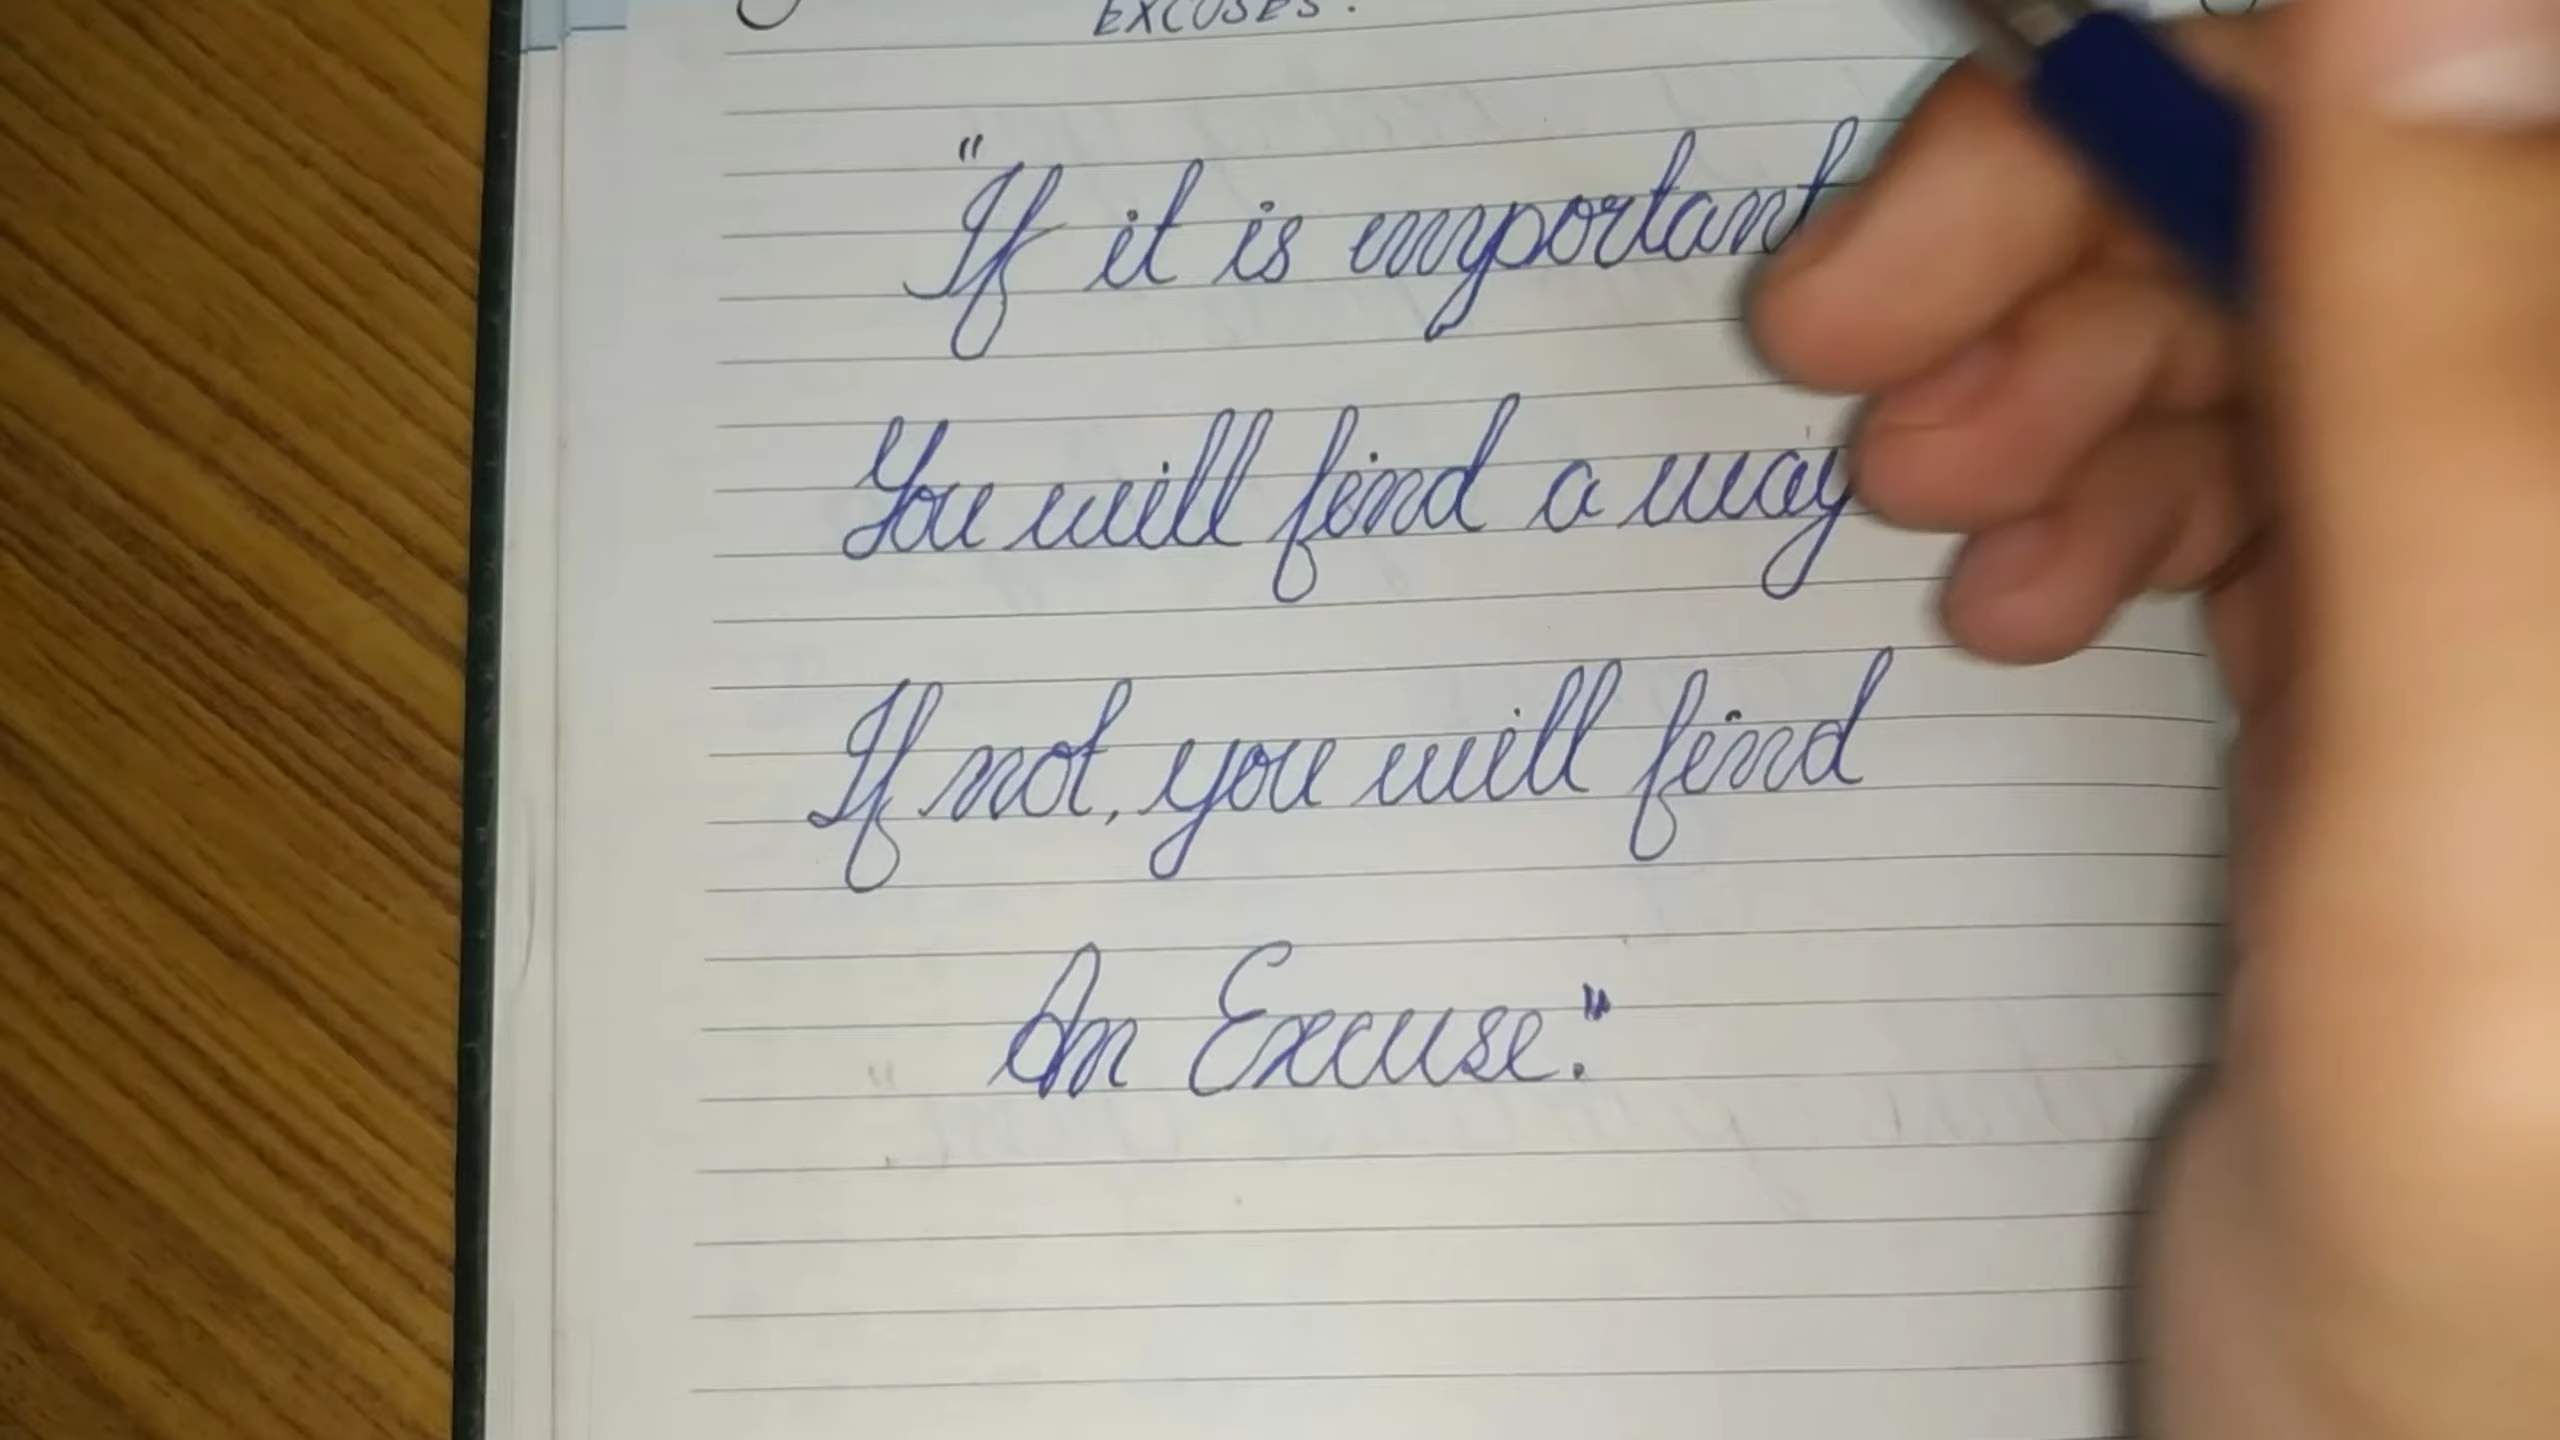 EXCUSES.
"If it is important
You will find a way
If not, you will find
An Excuse."